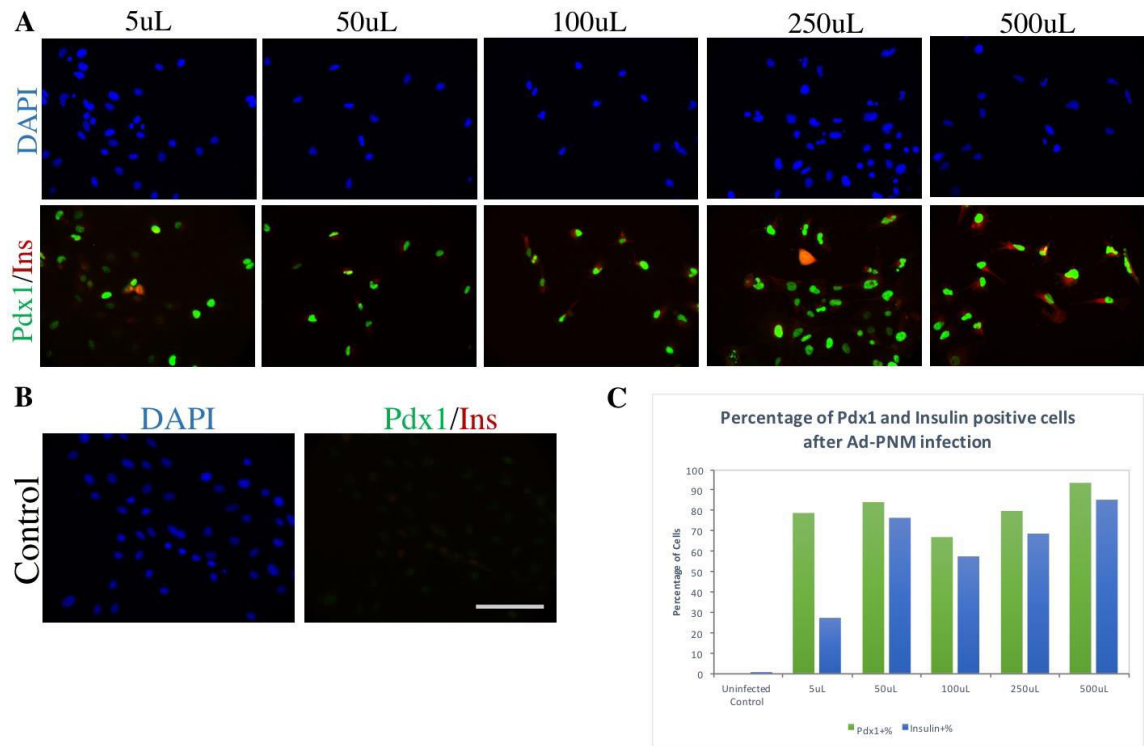 A
5uL 50uL 100uL 250uL 500uL
DAPI
Pdx1/Ins
B
DAPI Pdx1/Ins
Control
C
Percentage of Pdx1 and Insulin positive cells
after Ad-PNM infection
Percentage of Cells
100
90
80
70
60
50
40
30
20
10
0
Uninfected 5uL 50uL 100uL 250uL 500uL
Control
Pdx1+% Insulin+%